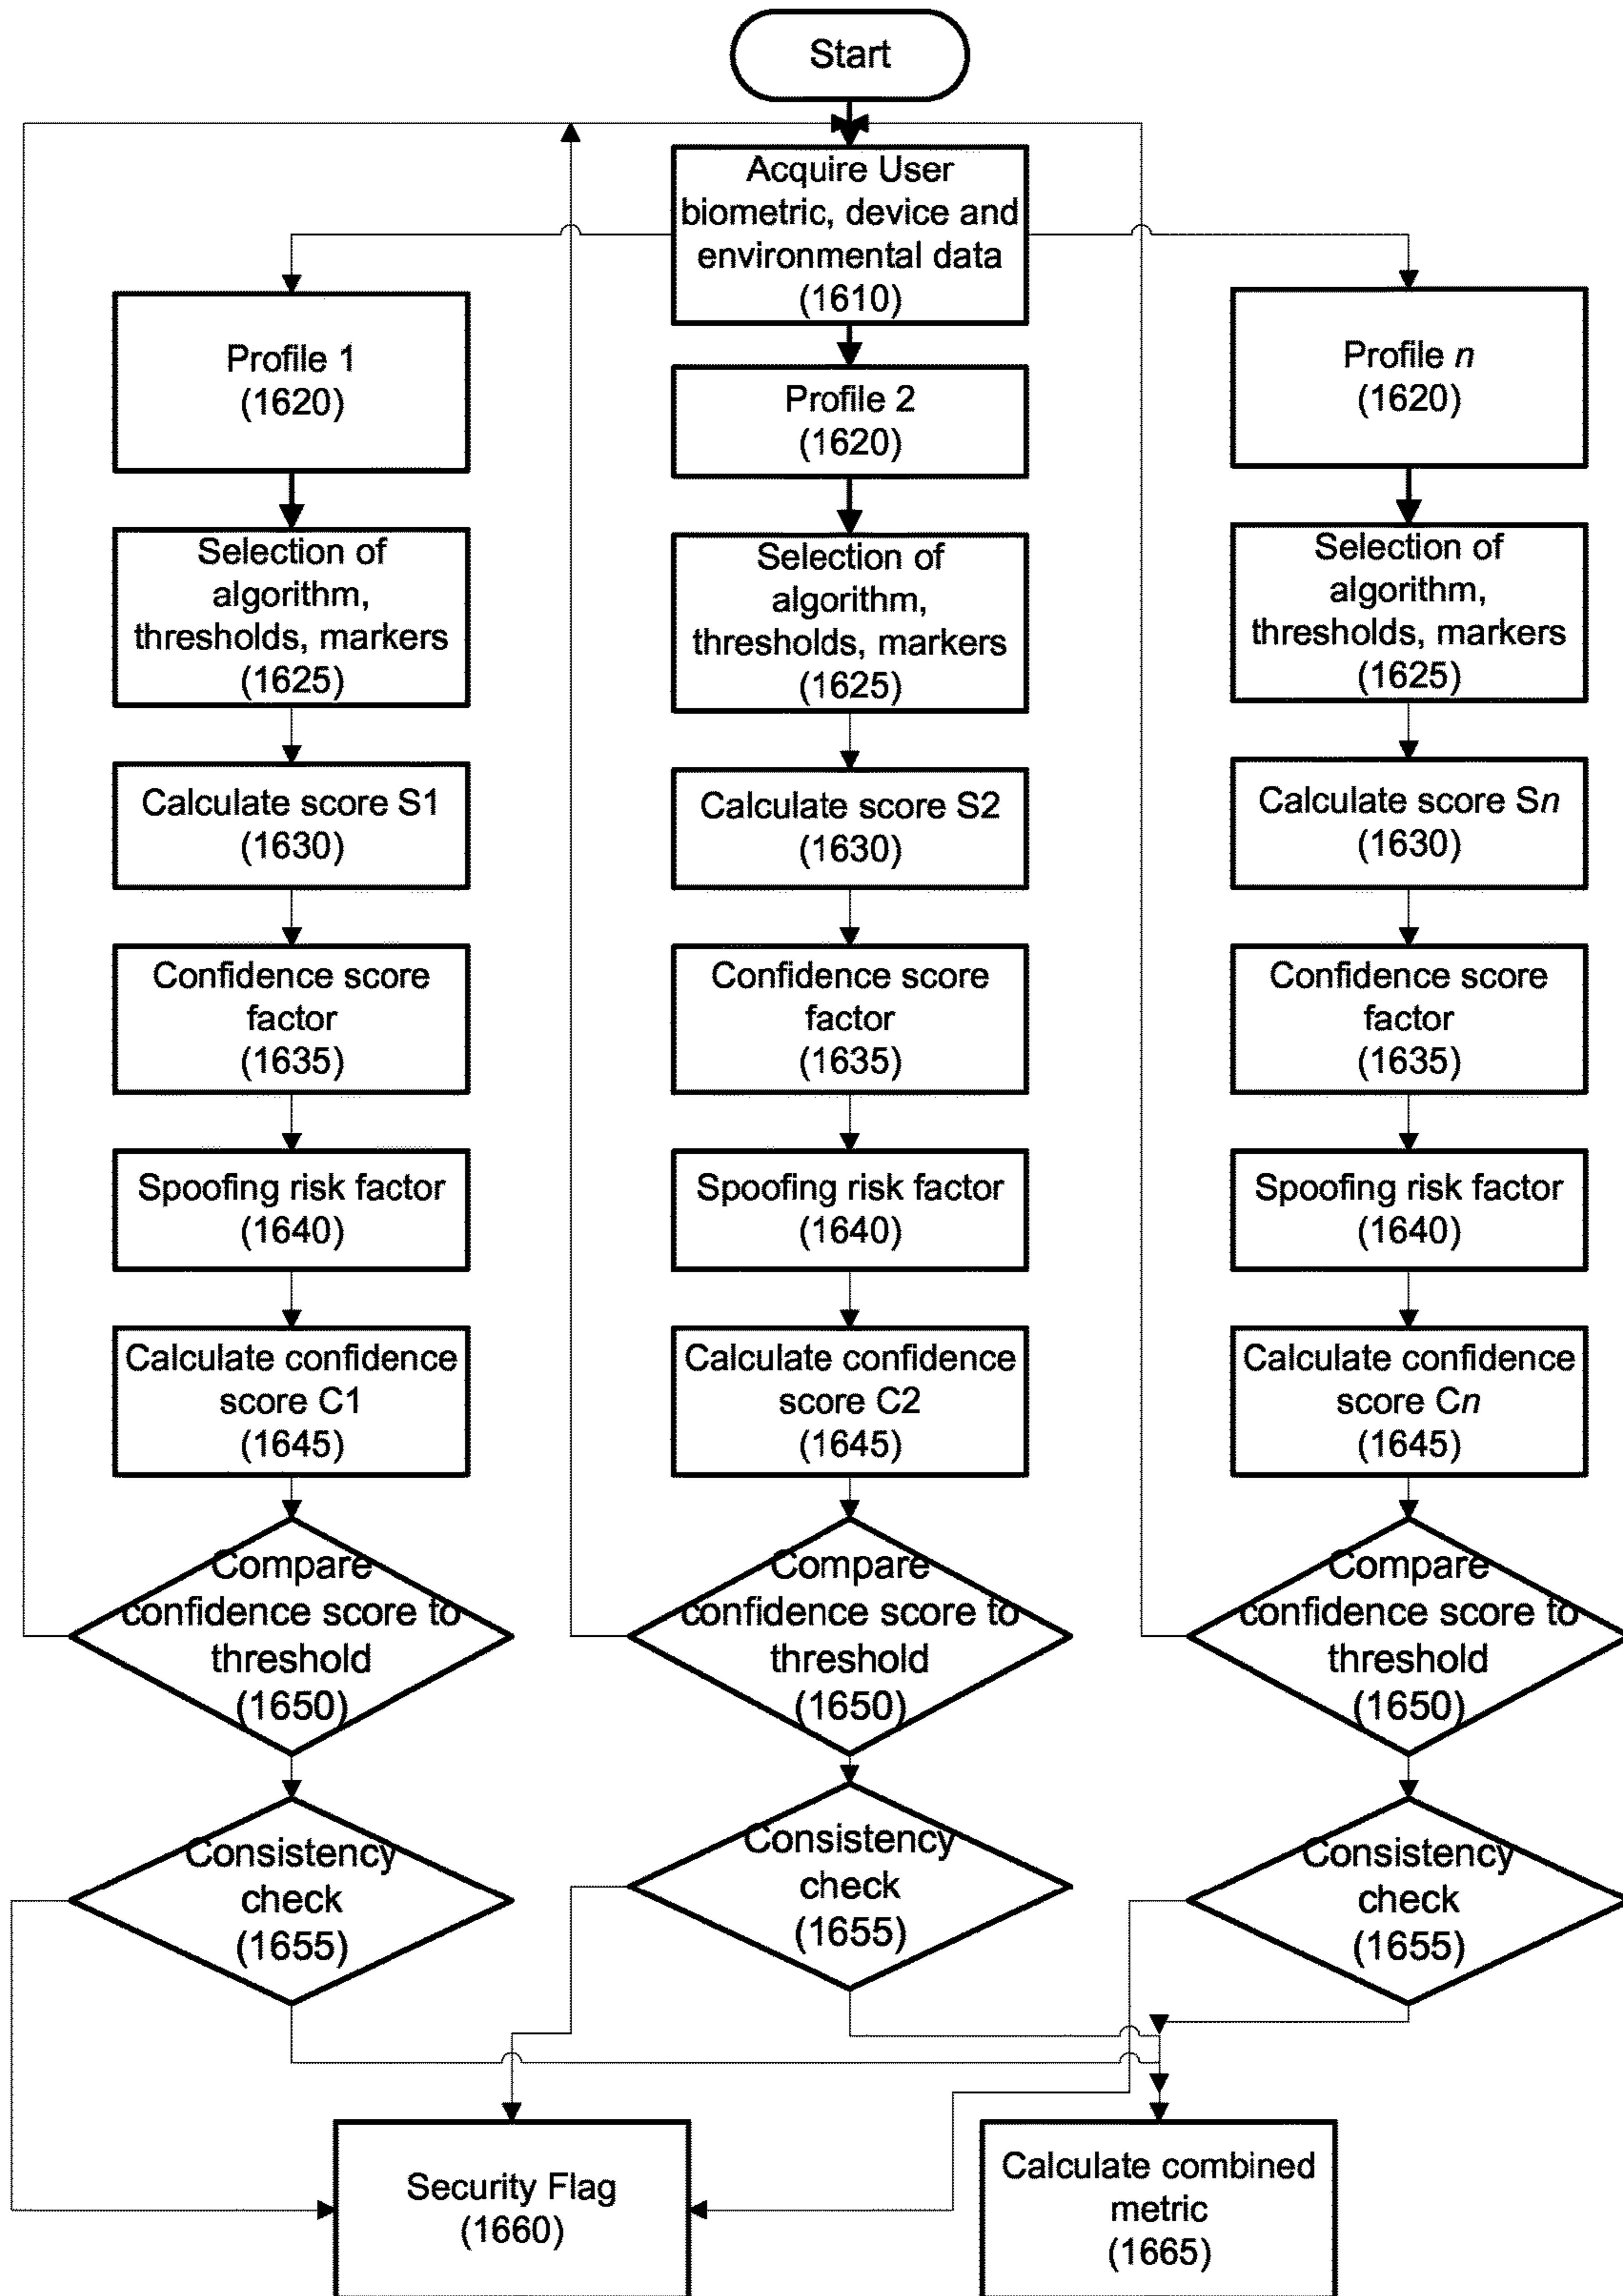 Start
Acquire User
biometric, device and
environmental data
(1610)
Profile 1
(1620)
Profile 2
(1620)
Profile n
(1620)
Selection of
algorithm,
thresholds, markers
(1625)
Selection of
algorithm,
thresholds, markers
(1625)
Selection of
algorithm,
thresholds, markers
(1625)
Calculate score S1
(1630)
Calculate score S2
(1630)
Calculate score Sn
(1630)
Confidence score
factor
(1635)
Confidence score
factor
(1635)
Confidence score
factor
(1635)
Spoofing risk factor
(1640)
Spoofing risk factor
(1640)
Spoofing risk factor
(1640)
Calculate confidence
score C1
(1645)
Calculate confidence
score C2
(1645)
Calculate confidence
score Cn
(1645)
Compare
confidence score to
threshold
(1650)
Compare
confidence score to
threshold
(1650)
Compare
confidence score to
threshold
(1650)
Consistency
check
(1655)
Consistency
check
(1655)
Consistency
check
(1655)
Security Flag
(1660)
Calculate combined
metric
(1665)